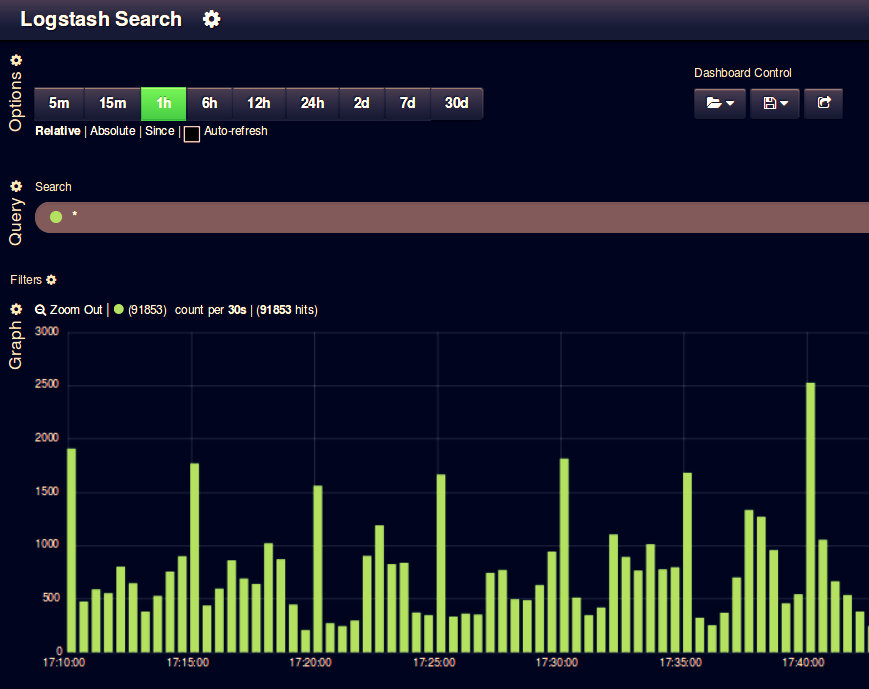 Logstash Search
Options
5m 15m 1h 6h 12h 24h 2d 7d 30d
Relative | Absolute | Since | Auto-refresh
Dashboard Control
Query
Search
*
Filters
Graph
Zoom Out | (91853) count per 30s | (91853 hits)
3000
2500
2000
1500
1000
500
0
17:10:00 17:15:00 17:20:00 17:25:00 17:30:00 17:35:00 17:40:00